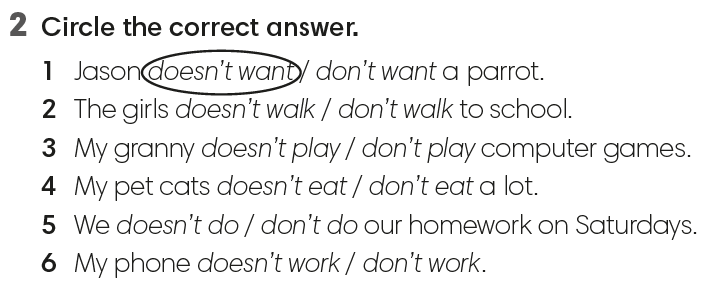 2 Circle the correct answer.
1 Jason doesn't want / don't want a parrot.
2 The girls doesn't walk / don't walk to school.
3 My granny doesn't play / don't play computer games.
4 My pet cats doesn't eat / don't eat a lot.
5 We doesn't do / don't do our homework on Saturdays.
6 My phone doesn't work / don't work.